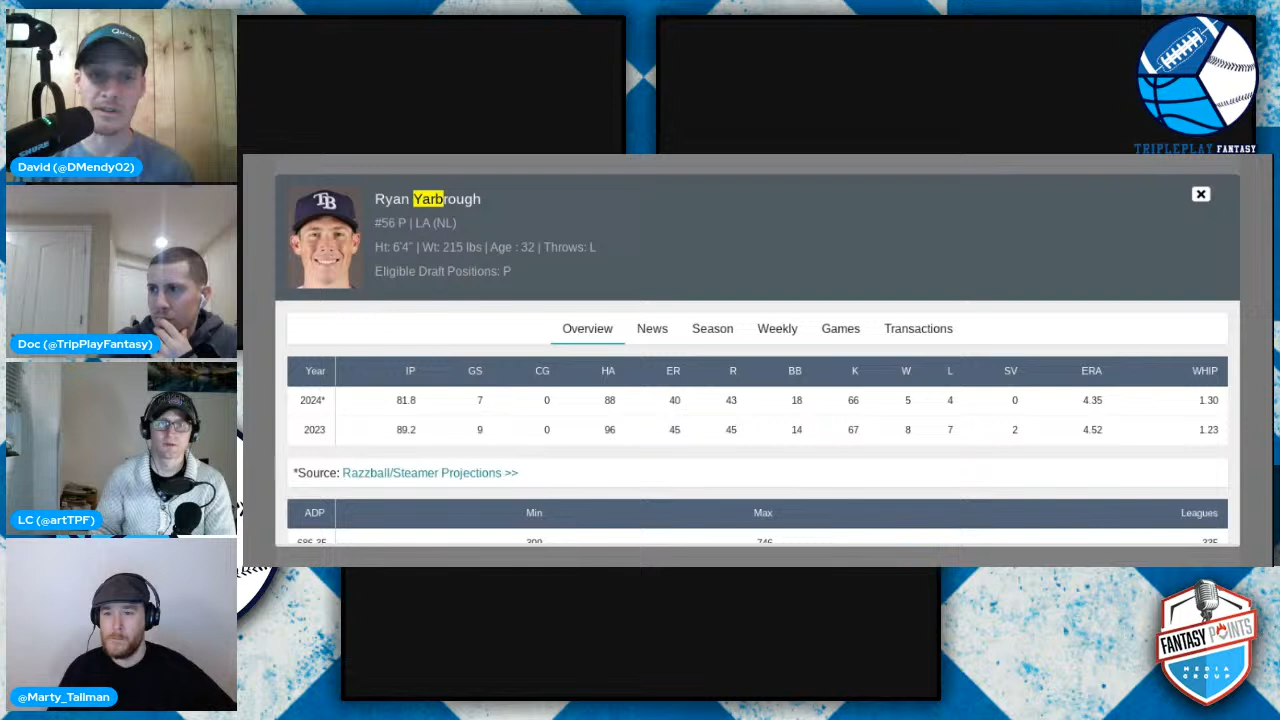 David (@DMendy02)
Doc (@TripPlayFantasy)
LC (@artTPF)
@Marty_Tallman
SHURE
TRIPLEPLAY FANTASY
TB
Ryan Yarbrough
#56 P | LA (NL)
Ht: 6'4" | Wt: 215 lbs | Age : 32 | Throws: L
Eligible Draft Positions: P
Overview News Season Weekly Games Transactions
Year IP GS CG HA ER R BB K W L SV ERA WHIP
2024* 81.8 7 0 88 40 43 18 66 5 4 0 4.35 1.30
2023 89.2 9 0 96 45 45 14 67 8 7 2 4.52 1.23
*Source: Razzball/Steamer Projections >>
ADP Min Max Leagues
FANTASY POINTS
MEDIA
GROUP